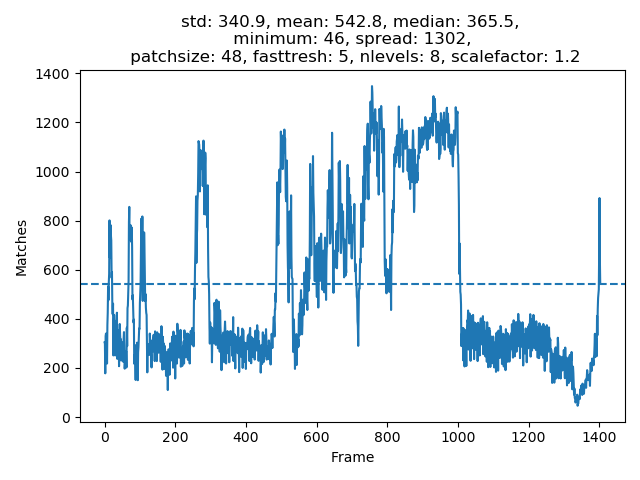 std: 340.9, mean: 542.8, median: 365.5,
minimum: 46, spread: 1302,
patchsize: 48, fasttresh: 5, nlevels: 8, scalefactor: 1.2
1400
1200
1000
800
600
400
200
0
Matches
0 200 400 600 800 1000 1200 1400
Frame